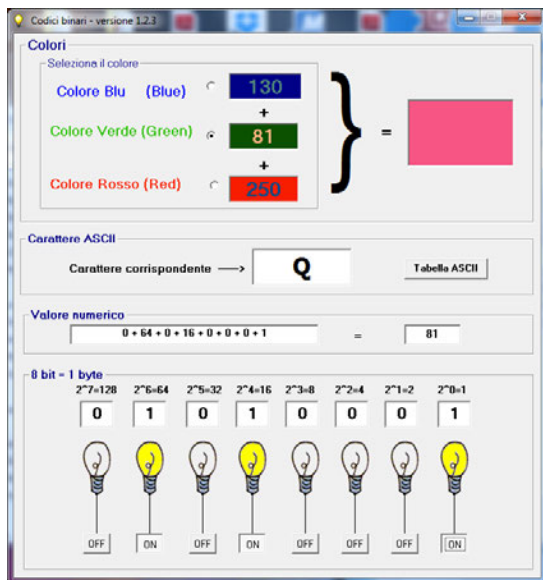 Codici binari - versione 1.2.3
Colori
Seleziona il colore
Colore Blu (Blue) 130
+
Colore Verde (Green) 81
} =
+
Colore Rosso (Red) 250
Carattere ASCII
Carattere corrispondente ---> Q Tabella ASCII
Valore numerico
0 + 64 + 0 + 16 + 0 + 0 + 0 + 1 = 81
8 bit = 1 byte
2^7=128 2^6=64 2^5=32 2^4=16 2^3=8 2^2=4 2^1=2 2^0=1
0 1 0 1 0 0 0 1
OFF ON OFF ON OFF OFF OFF ON